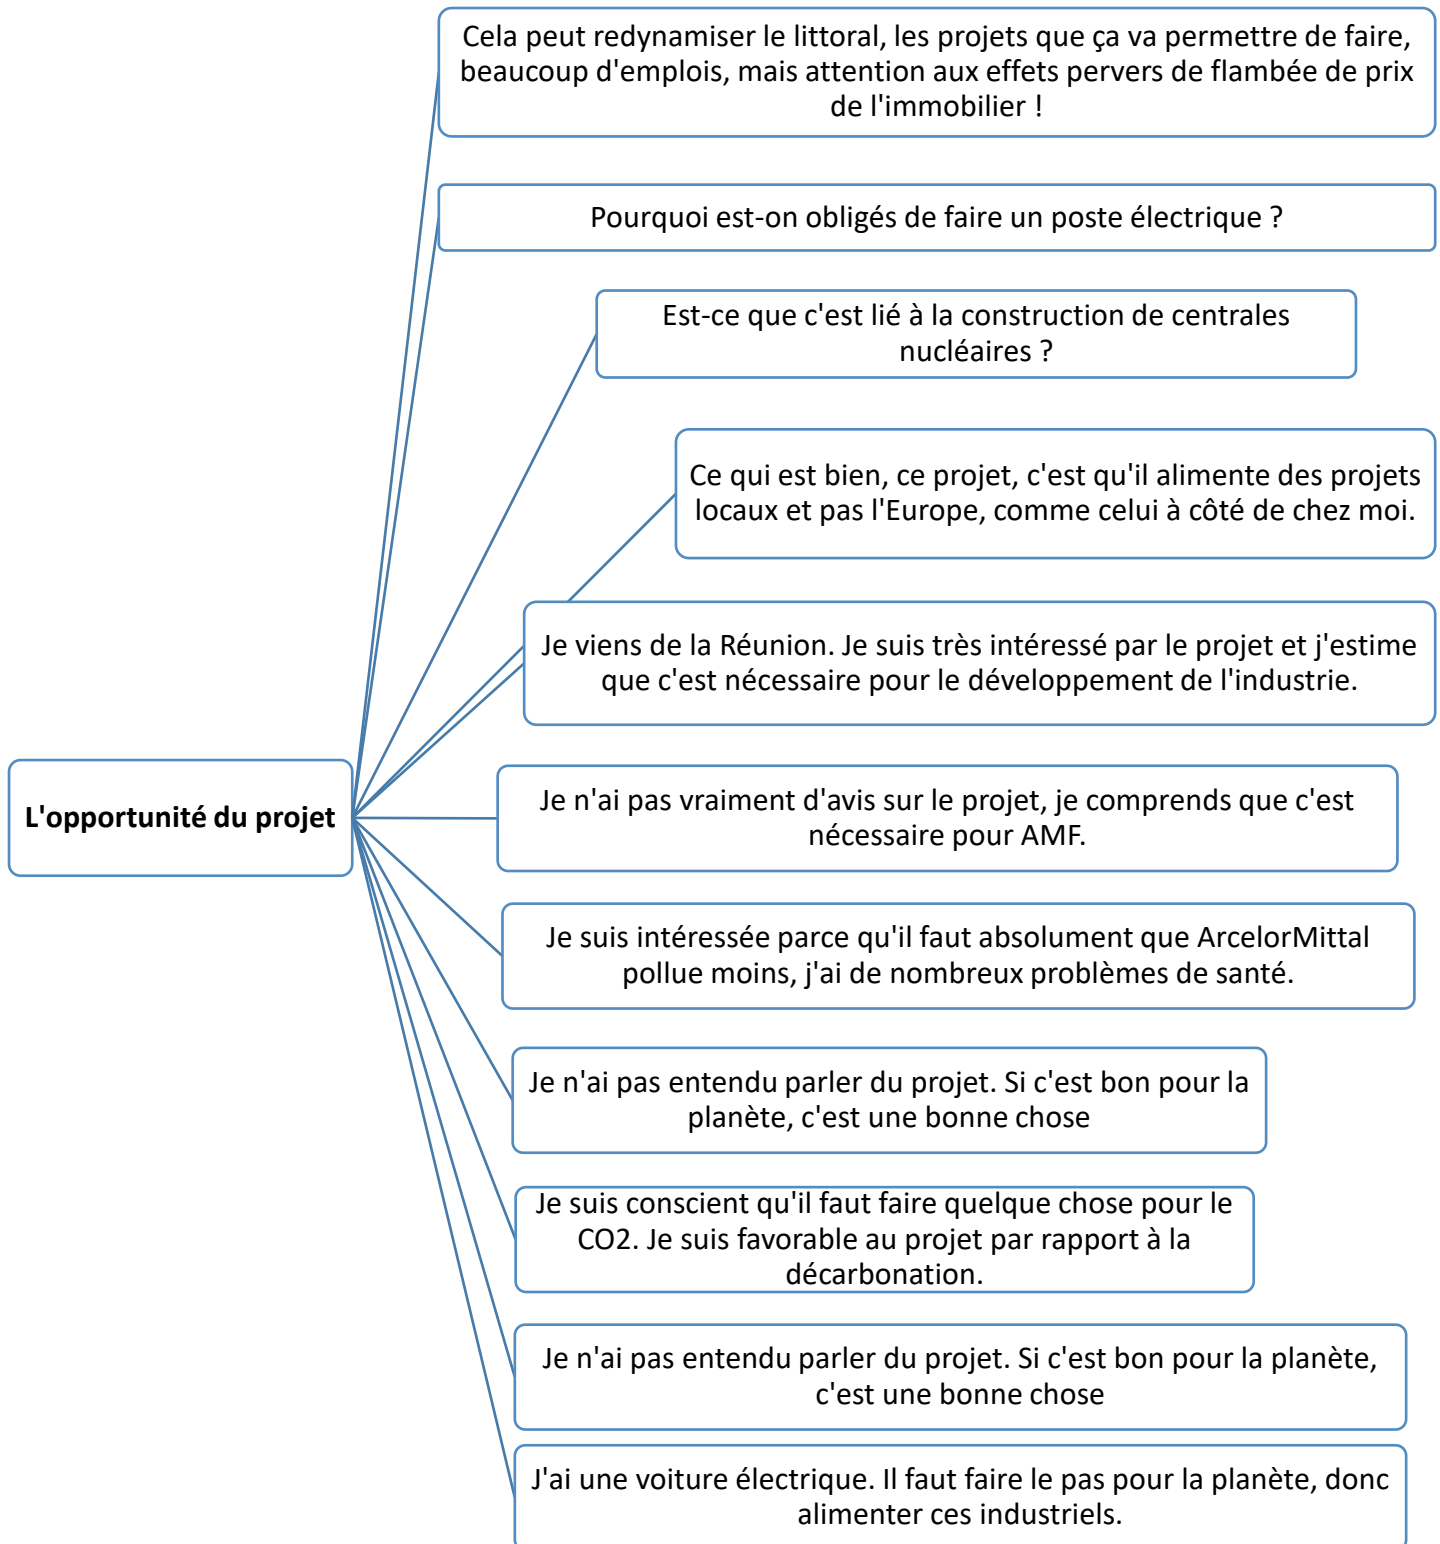 Cela peut redynamiser le littoral, les projets que ça va permettre de faire,
beaucoup d'emplois, mais attention aux effets pervers de flambée de prix
de l'immobilier !
Pourquoi est-on obligés de faire un poste électrique ?
Est-ce que c'est lié à la construction de centrales
nucléaires ?
Ce qui est bien, ce projet, c'est qu'il alimente des projets
locaux et pas l'Europe, comme celui à côté de chez moi.
Je viens de la Réunion. Je suis très intéressé par le projet et j'estime
que c'est nécessaire pour le développement de l'industrie.
L'opportunité du projet
Je n'ai pas vraiment d'avis sur le projet, je comprends que c'est
nécessaire pour AMF.
Je suis intéressée parce qu'il faut absolument que ArcelorMittal
pollue moins, j'ai de nombreux problèmes de santé.
Je n'ai pas entendu parler du projet. Si c'est bon pour la
planète, c'est une bonne chose
Je suis conscient qu'il faut faire quelque chose pour le
CO2. Je suis favorable au projet par rapport à la
décarbonation.
Je n'ai pas entendu parler du projet. Si c'est bon pour la planète,
c'est une bonne chose
J'ai une voiture électrique. Il faut faire le pas pour la planète, donc
alimenter ces industriels.